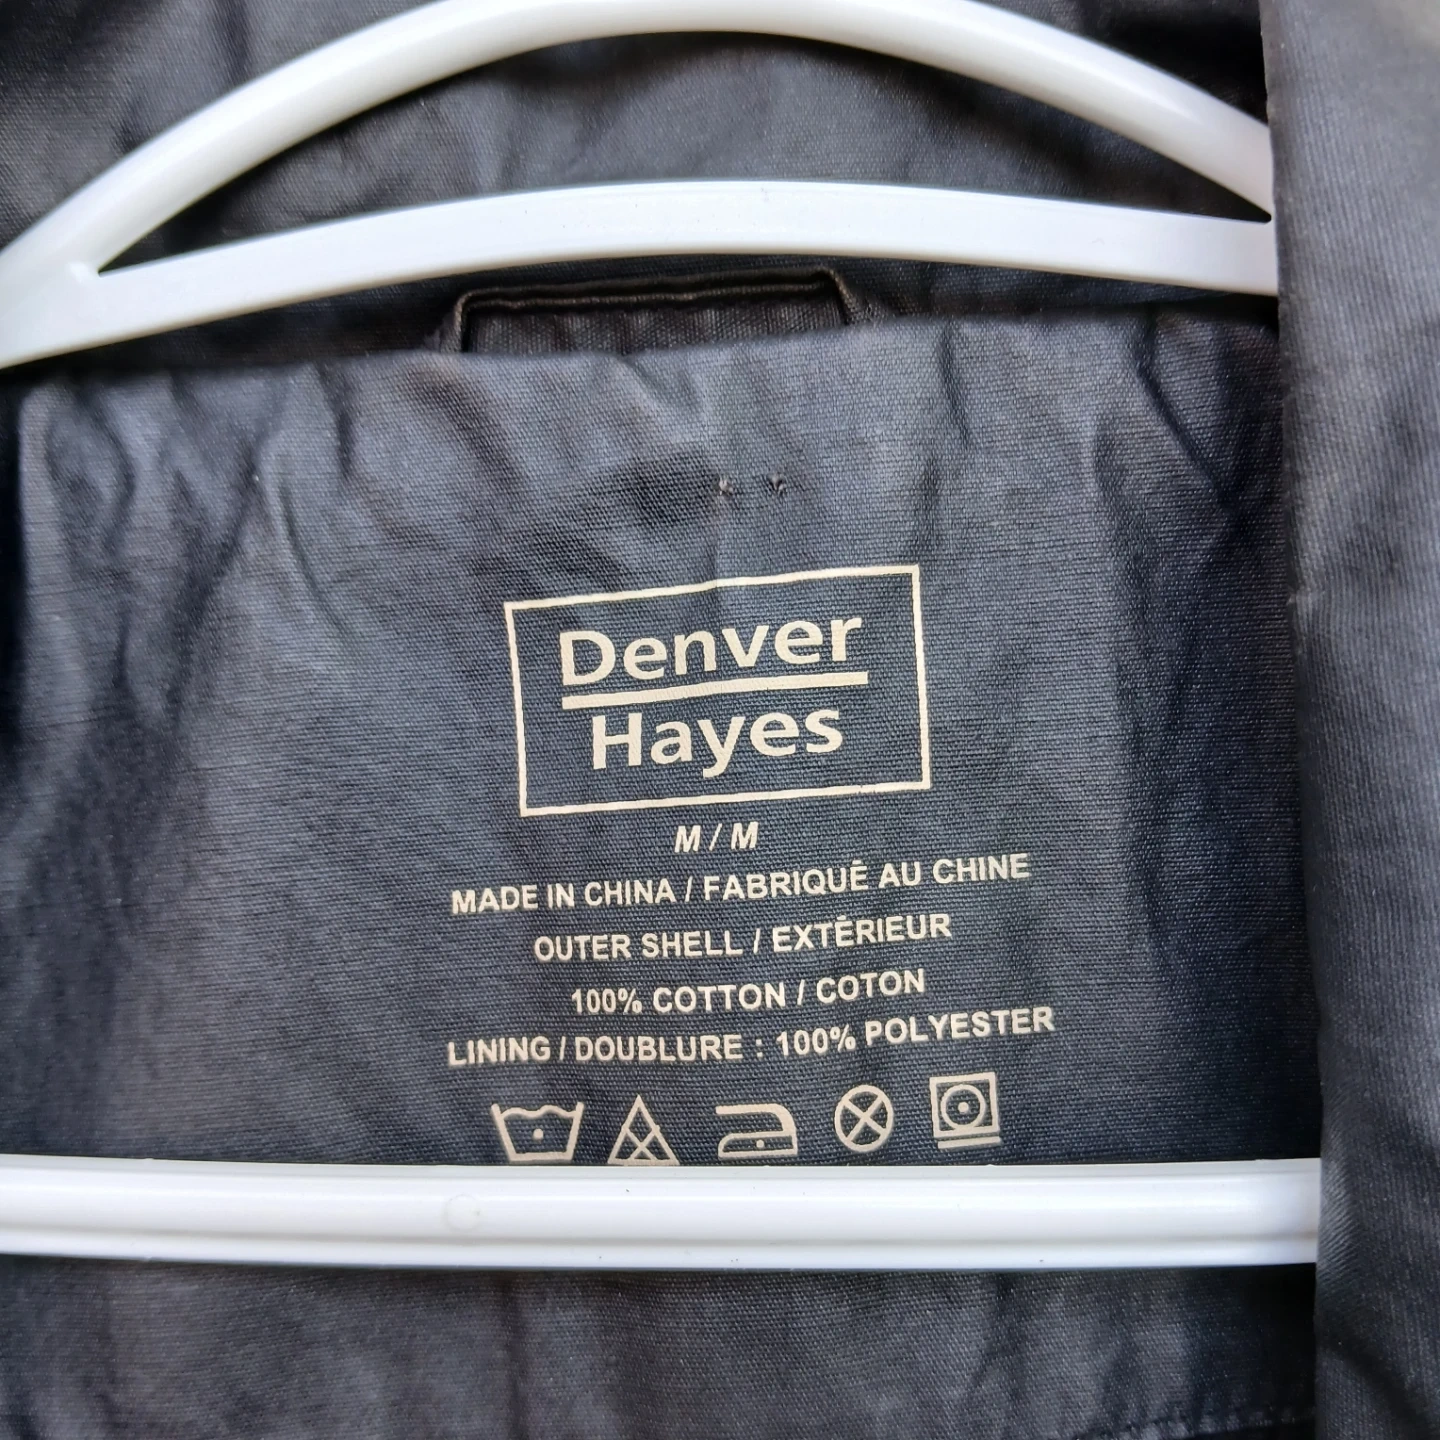 Denver
Hayes
M / M
MADE IN CHINA / FABRIQUÉ AU CHINE
OUTER SHELL / EXTÉRIEUR
100% COTTON / COTON
LINING / DOUBLURE : 100% POLYESTER